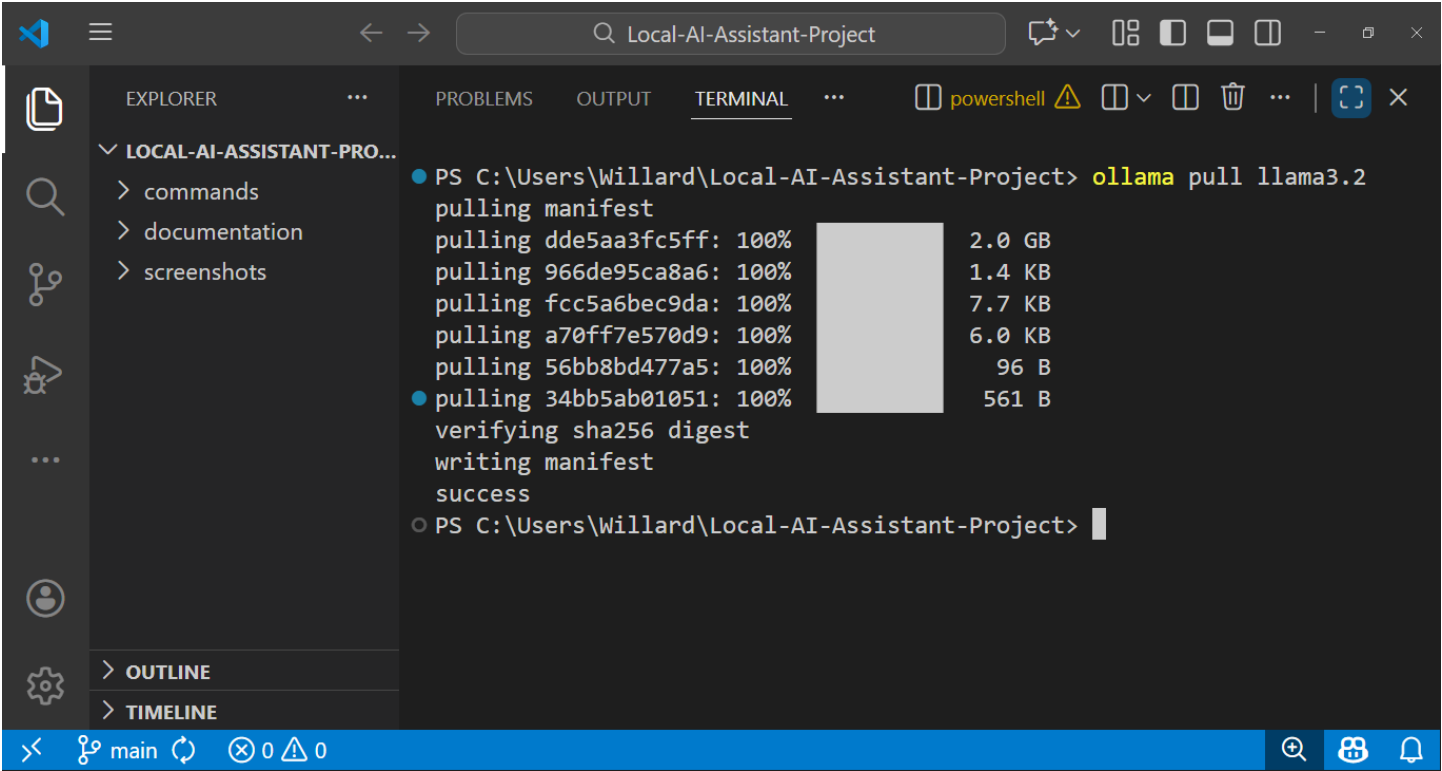 Local-AI-Assistant-Project
EXPLORER
LOCAL-AI-ASSISTANT-PRO...
commands
documentation
screenshots
OUTLINE
TIMELINE
PROBLEMS OUTPUT TERMINAL powershell
PS C:\Users\Willard\Local-AI-Assistant-Project> ollama pull llama3.2
pulling manifest
pulling dde5aa3fc5ff: 100% 2.0 GB
pulling 966de95ca8a6: 100% 1.4 KB
pulling fcc5a6bec9da: 100% 7.7 KB
pulling a70ff7e570d9: 100% 6.0 KB
pulling 56bb8bd477a5: 100% 96 B
pulling 34bb5ab01051: 100% 561 B
verifying sha256 digest
writing manifest
success
PS C:\Users\Willard\Local-AI-Assistant-Project>
main 0 0